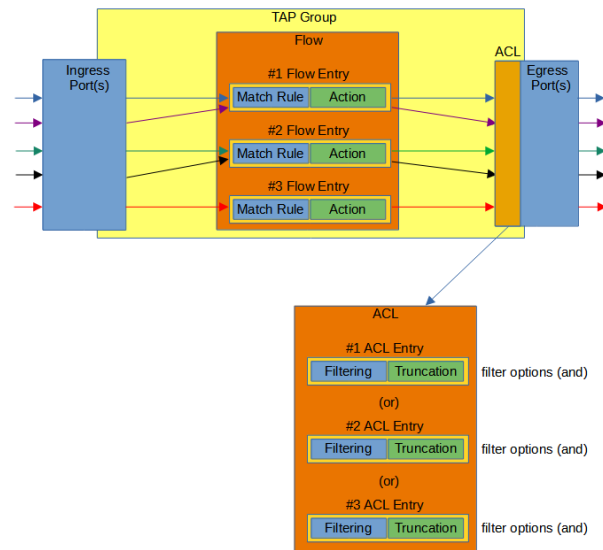 TAP Group
Flow
Ingress
Port(s)
ACL
Egress
Port(s)
#1 Flow Entry
Match Rule
Action
#2 Flow Entry
Match Rule
Action
#3 Flow Entry
Match Rule
Action
ACL
#1 ACL Entry
Filtering
Truncation
filter options (and)
(or)
#2 ACL Entry
Filtering
Truncation
filter options (and)
(or)
#3 ACL Entry
Filtering
Truncation
filter options (and)